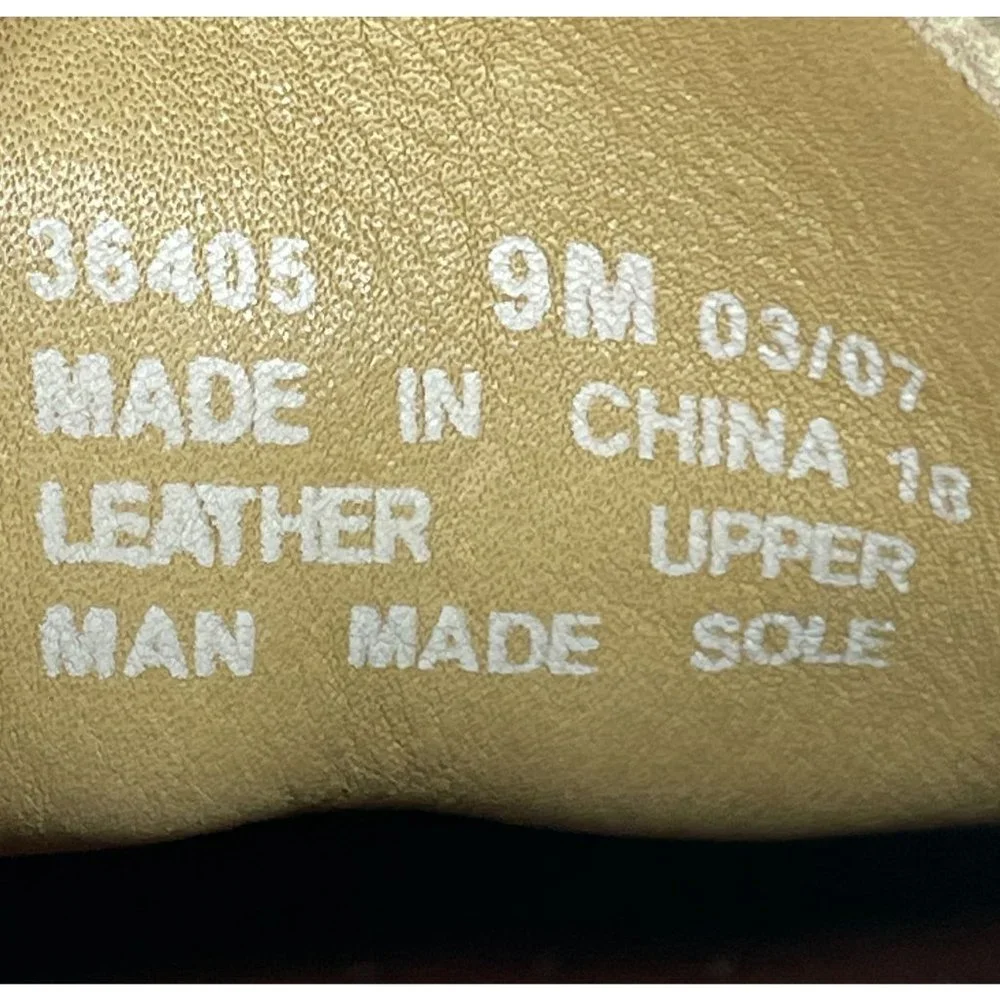 36405 9M 03/07
MADE IN CHINA 18
LEATHER UPPER
MAN MADE SOLE